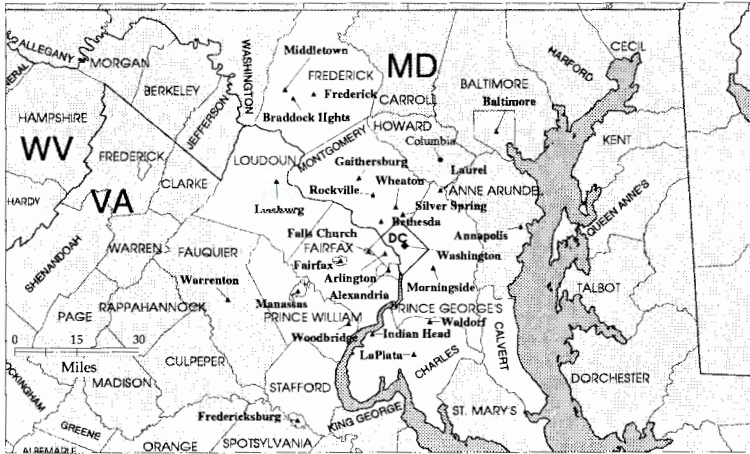 ALLEGANY
MORGAN
WASHINGTON
Middletown
MD
CECIL
HARFORD
BERKELEY
FREDERICK
Frederick
BALTIMORE
Baltimore
CARROLL
HAMPSHIRE
JEFFERSON
Braddock Hghts
HOWARD
MONTGOMERY
Columbia
KENT
WV
FREDERICK
LOUDOUN
Gaithersburg
Laurel
CLARKE
Rockville
Wheaton
ANNE ARUNDEL
HARDY
VA
Silver Spring
QUEEN ANNE'S
Bethesda
Annapolis
SHENANDOAH
WARREN
FAUQUIER
Falls Church
FAIRFAX
DC
Fairfax
Washington
Warrenton
Arlington
Morningside
TALBOT
Manassas
Alexandria
PAGE
RAPPAHANNOCK
PRINCE WILLIAM
PRINCE GEORGE'S
Waldorf
CALVERT
Woodbridge
Indian Head
0 15 30
Miles
CULPEPER
LaPlata
CHARLES
MADISON
STAFFORD
DORCHESTER
Fredericksburg
KING GEORGE
ST. MARY'S
GREENE
ORANGE
SPOTSYLVANIA